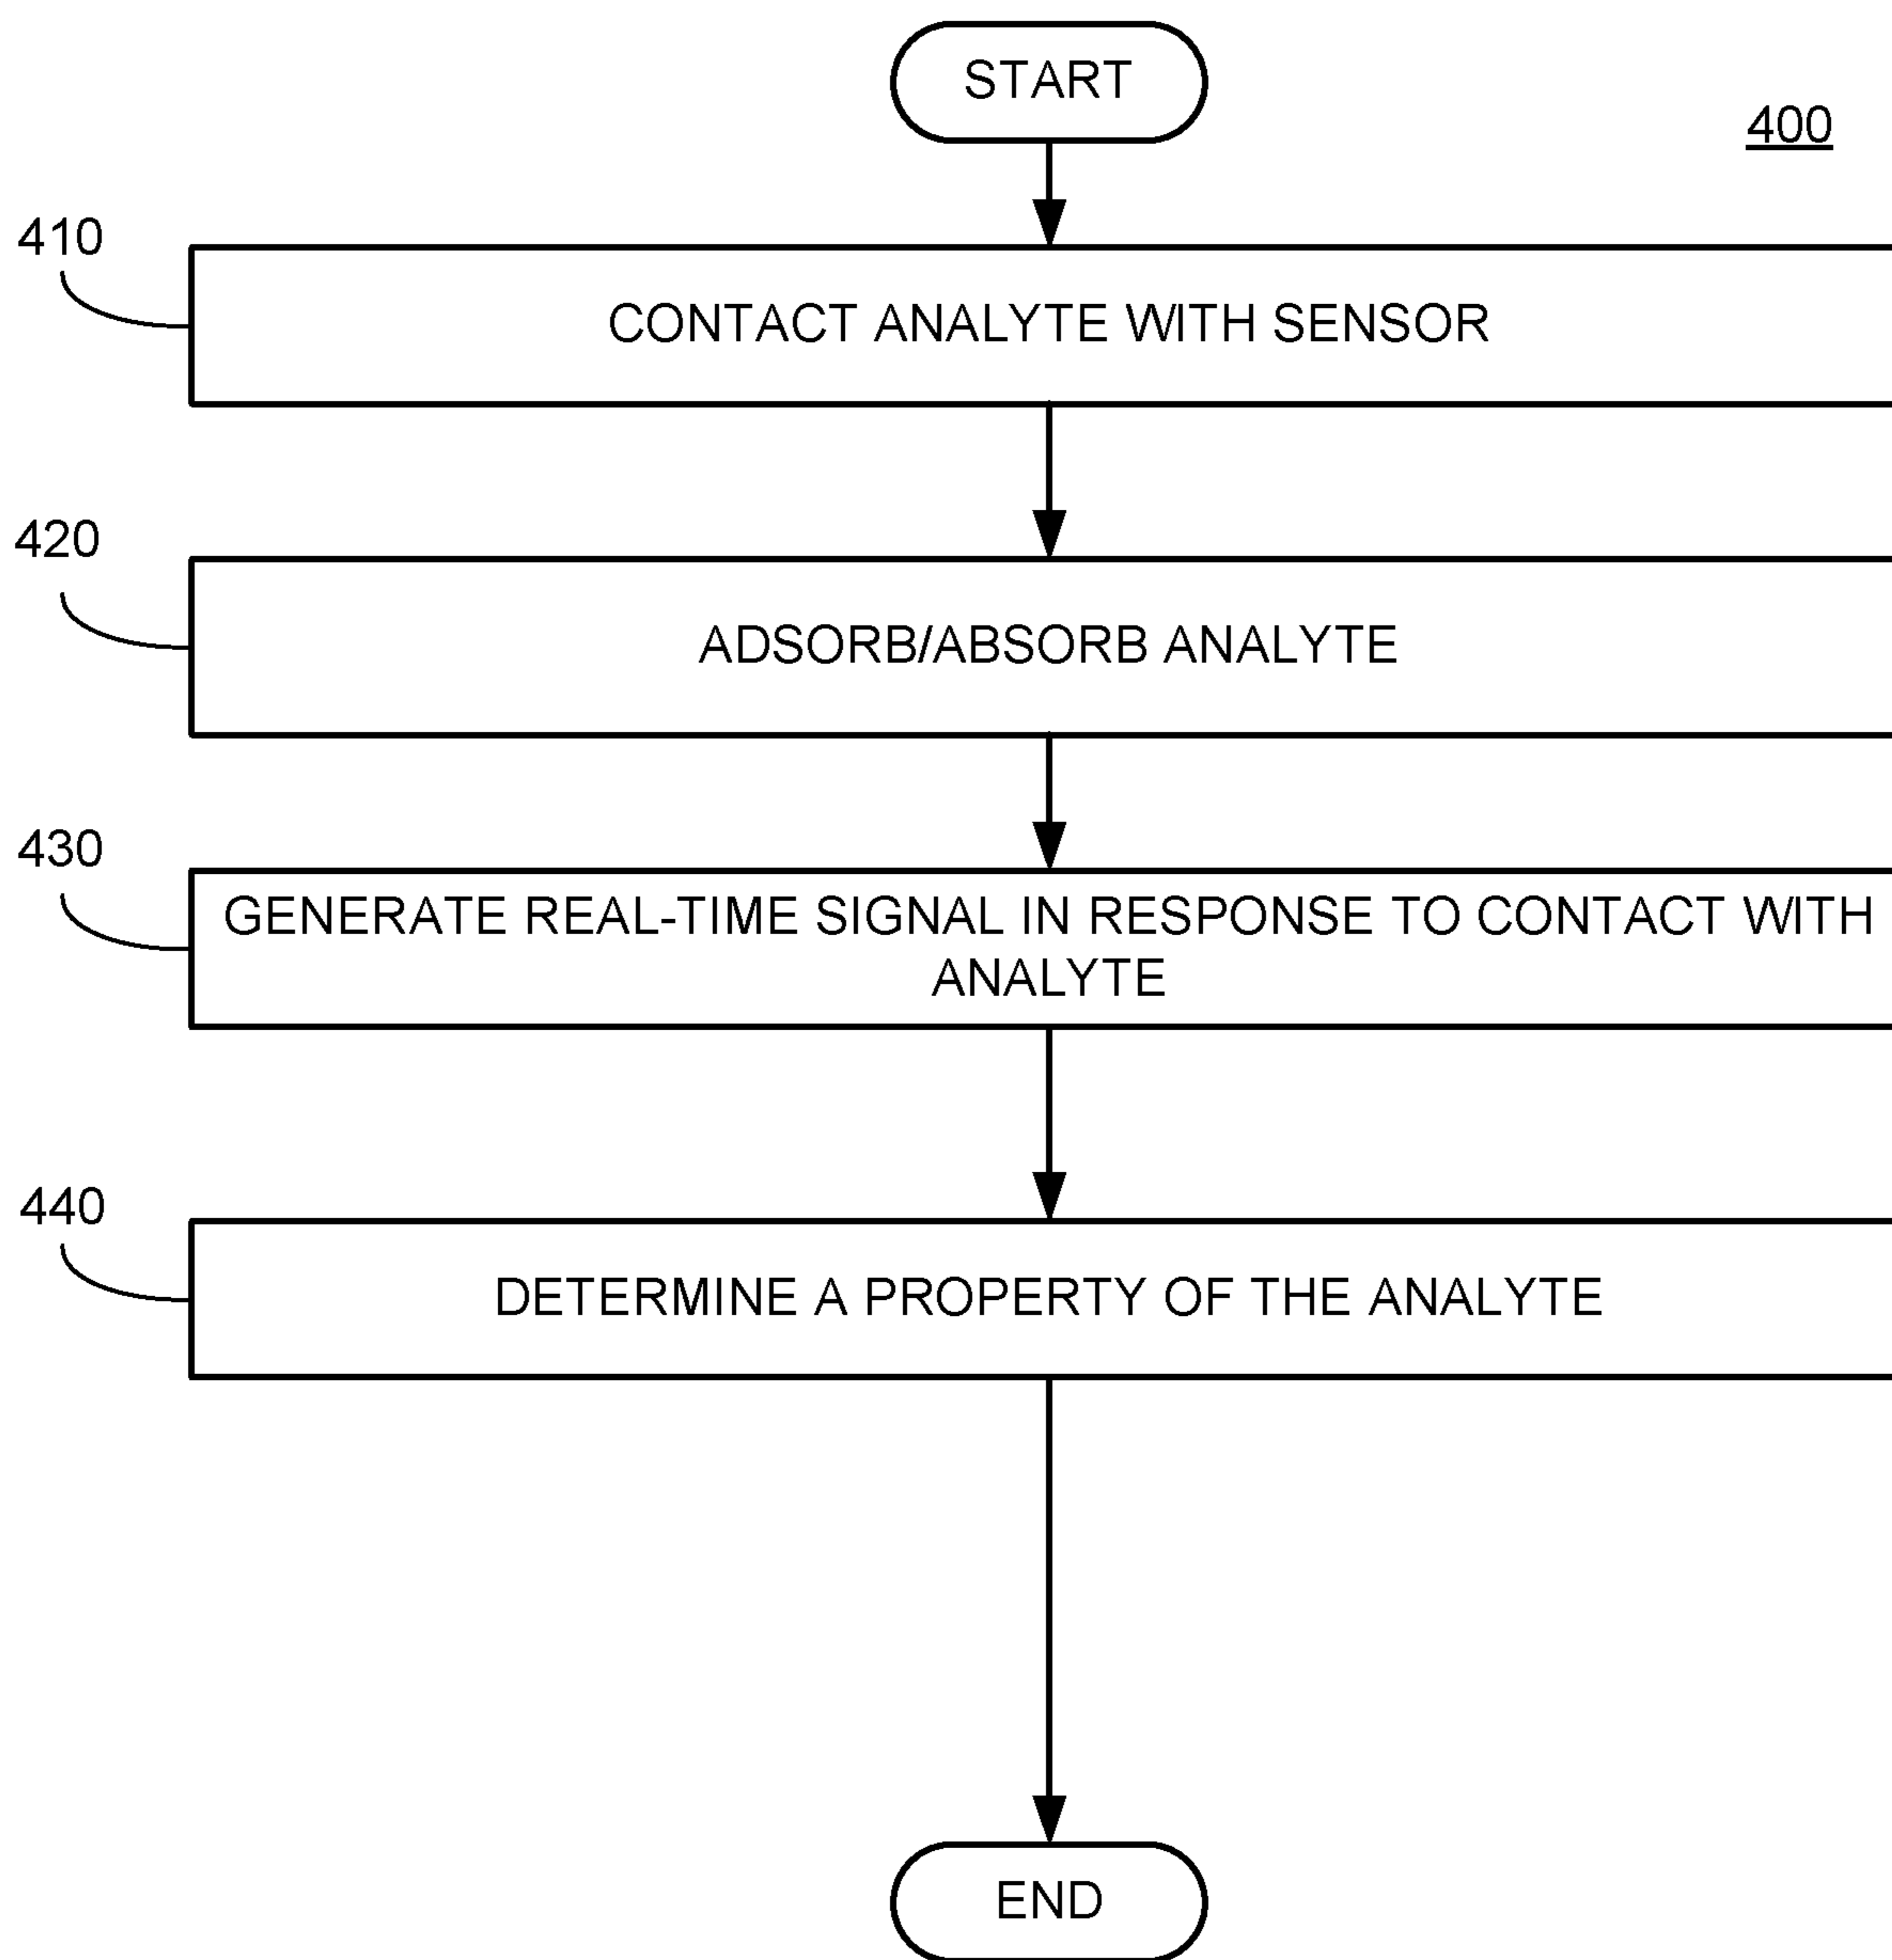 START
400
410
CONTACT ANALYTE WITH SENSOR
420
ADSORB/ABSORB ANALYTE
430
GENERATE REAL-TIME SIGNAL IN RESPONSE TO CONTACT WITH
ANALYTE
440
DETERMINE A PROPERTY OF THE ANALYTE
END